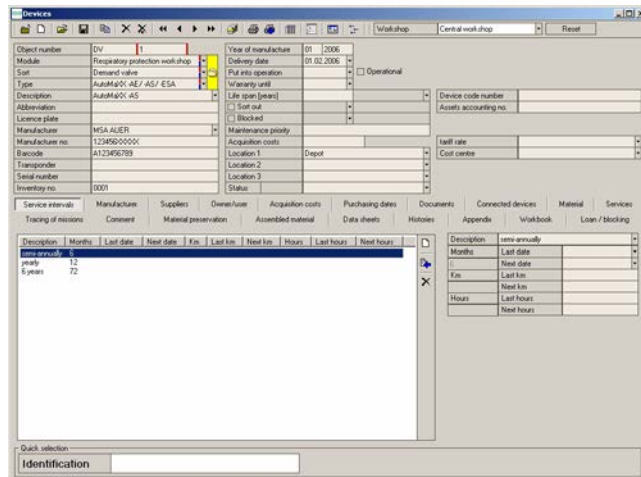 Devices
Workshop Central workshop Reset
Object number DV 1 Year of manufacture 01 2006
Module Respiratory protection workshop Delivery date 01.02.2006
Sort Demand valve Put into operation Operational
Type AutoMaXX -AE/ -AS/ -ESA Warranty until
Description AutoMaXX -AS Life span [years] Device code number
Abbreviation Sort out Assets accounting no.
Licence plate Blocked
Manufacturer MSA AUER Maintenance priority
Manufacturer no. Acquisition costs tariff rate
Barcode A123456789 Location 1 Depot Cost centre
Transponder Location 2
Serial number Location 3
Inventory no. 0001 Status
Service intervals Manufacturer Suppliers Owner/user Acquisition costs Purchasing dates Documents Connected devices Material Services
Tracing of missions Comment Material preservation Assembled material Data sheets Histories Appendix Workbook Loan / blocking
Description Months Last date Next date Km Last km Next km Hours Last hours Next hours
semi-annually 6
yearly 12
6 years 72
Description semi-annually
Months Last date
6 Next date
Km Last km
Next km
Hours Last hours
Next hours
Quick selection
Identification